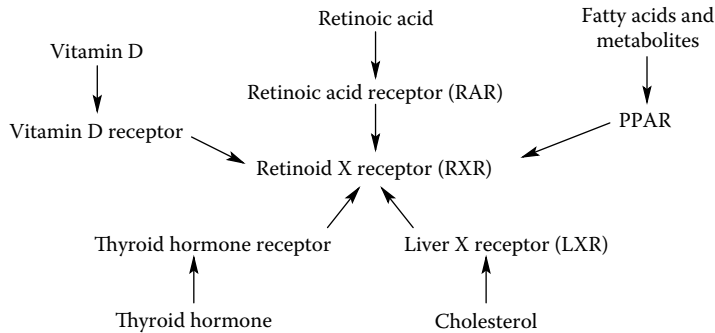 Retinoic acid
Fatty acids and
metabolites
Vitamin D
Retinoic acid receptor (RAR)
Vitamin D receptor
PPAR
Retinoid X receptor (RXR)
Thyroid hormone receptor
Liver X receptor (LXR)
Thyroid hormone
Cholesterol